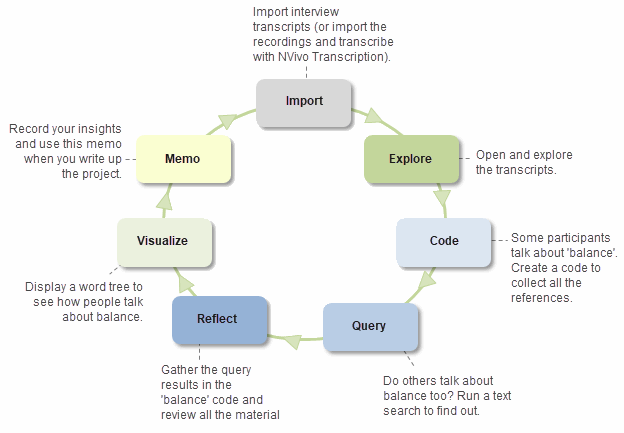 Import interview
transcripts (or import the
recordings and transcribe
with NVivo Transcription).
Import
Explore
Open and explore
the transcripts.
Code
Some participants
talk about 'balance'.
Create a code to
collect all the
references.
Query
Do others talk about
balance too? Run a text
search to find out.
Reflect
Gather the query
results in the
'balance' code and
review all the material
Visualize
Display a word tree to
see how people talk
about balance.
Memo
Record your insights
and use this memo
when you write up
the project.